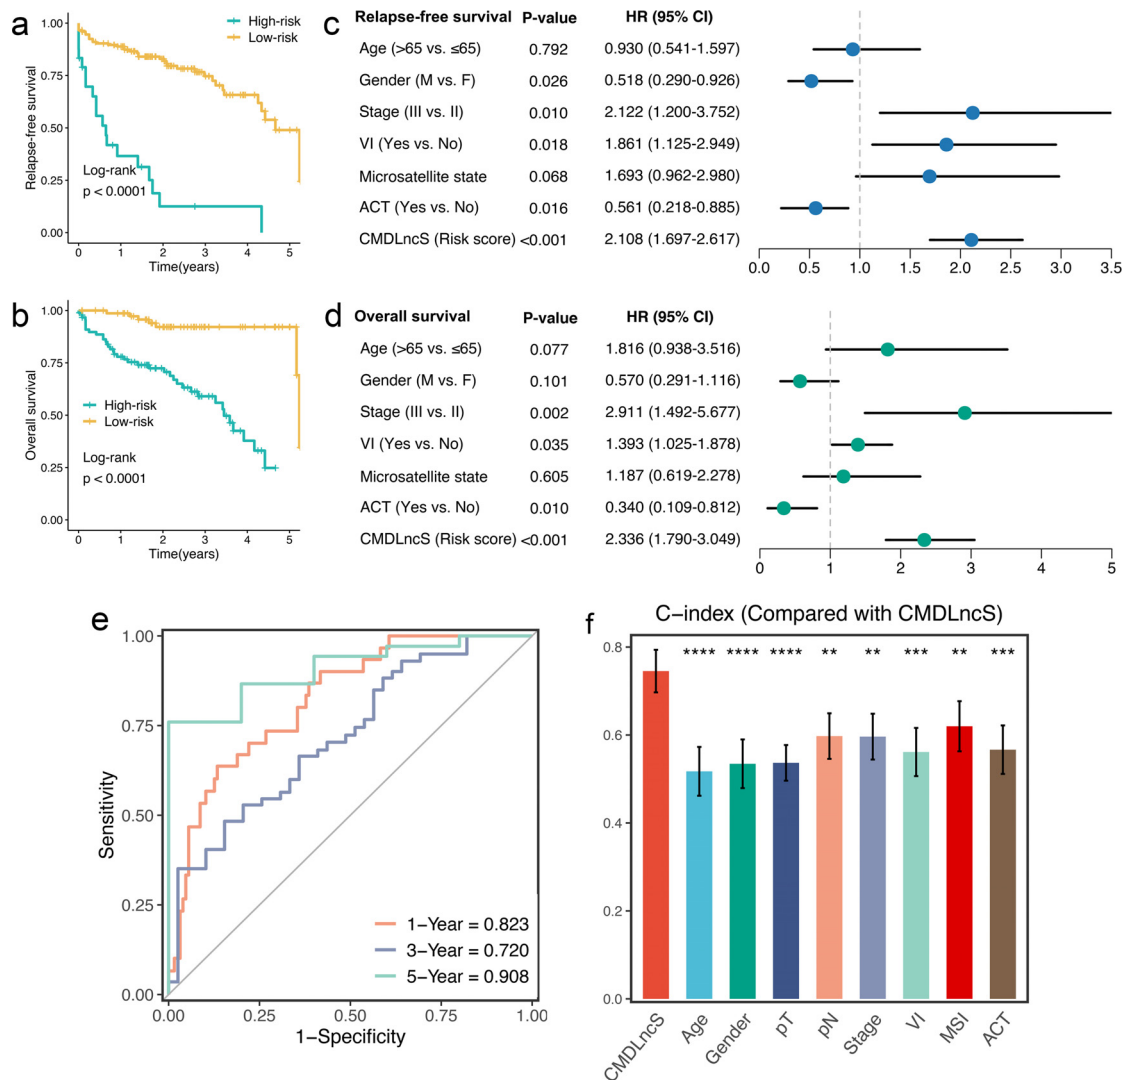 a
1.00
0.75
0.50
0.25
0.00
Relapse-free survival
High-risk
Low-risk
Log-rank
p < 0.0001
0 1 2 3 4 5
Time(years)
c
Relapse-free survival P-value HR (95% CI)
Age (>65 vs. ≤65) 0.792 0.930 (0.541-1.597)
Gender (M vs. F) 0.026 0.518 (0.290-0.926)
Stage (III vs. II) 0.010 2.122 (1.200-3.752)
VI (Yes vs. No) 0.018 1.861 (1.125-2.949)
Microsatellite state 0.068 1.693 (0.962-2.980)
ACT (Yes vs. No) 0.016 0.561 (0.218-0.885)
CMDLncS (Risk score) <0.001 2.108 (1.697-2.617)
0.0 0.5 1.0 1.5 2.0 2.5 3.0 3.5
b
1.00
0.75
0.50
0.25
0.00
Overall survival
High-risk
Low-risk
Log-rank
p < 0.0001
0 1 2 3 4 5
Time(years)
d
Overall survival P-value HR (95% CI)
Age (>65 vs. ≤65) 0.077 1.816 (0.938-3.516)
Gender (M vs. F) 0.101 0.570 (0.291-1.116)
Stage (III vs. II) 0.002 2.911 (1.492-5.677)
VI (Yes vs. No) 0.035 1.393 (1.025-1.878)
Microsatellite state 0.605 1.187 (0.619-2.278)
ACT (Yes vs. No) 0.010 0.340 (0.109-0.812)
CMDLncS (Risk score) <0.001 2.336 (1.790-3.049)
0 1 2 3 4 5
e
1.00
0.75
0.50
0.25
0.00
Sensitivity
1−Year = 0.823
3−Year = 0.720
5−Year = 0.908
0.00 0.25 0.50 0.75 1.00
1−Specificity
f
C−index (Compared with CMDLncS)
0.8
0.6
0.4
0.2
0.0
**** **** **** ** ** *** ** ***
CMDLncS Age Gender pT pN Stage VI MSI ACT